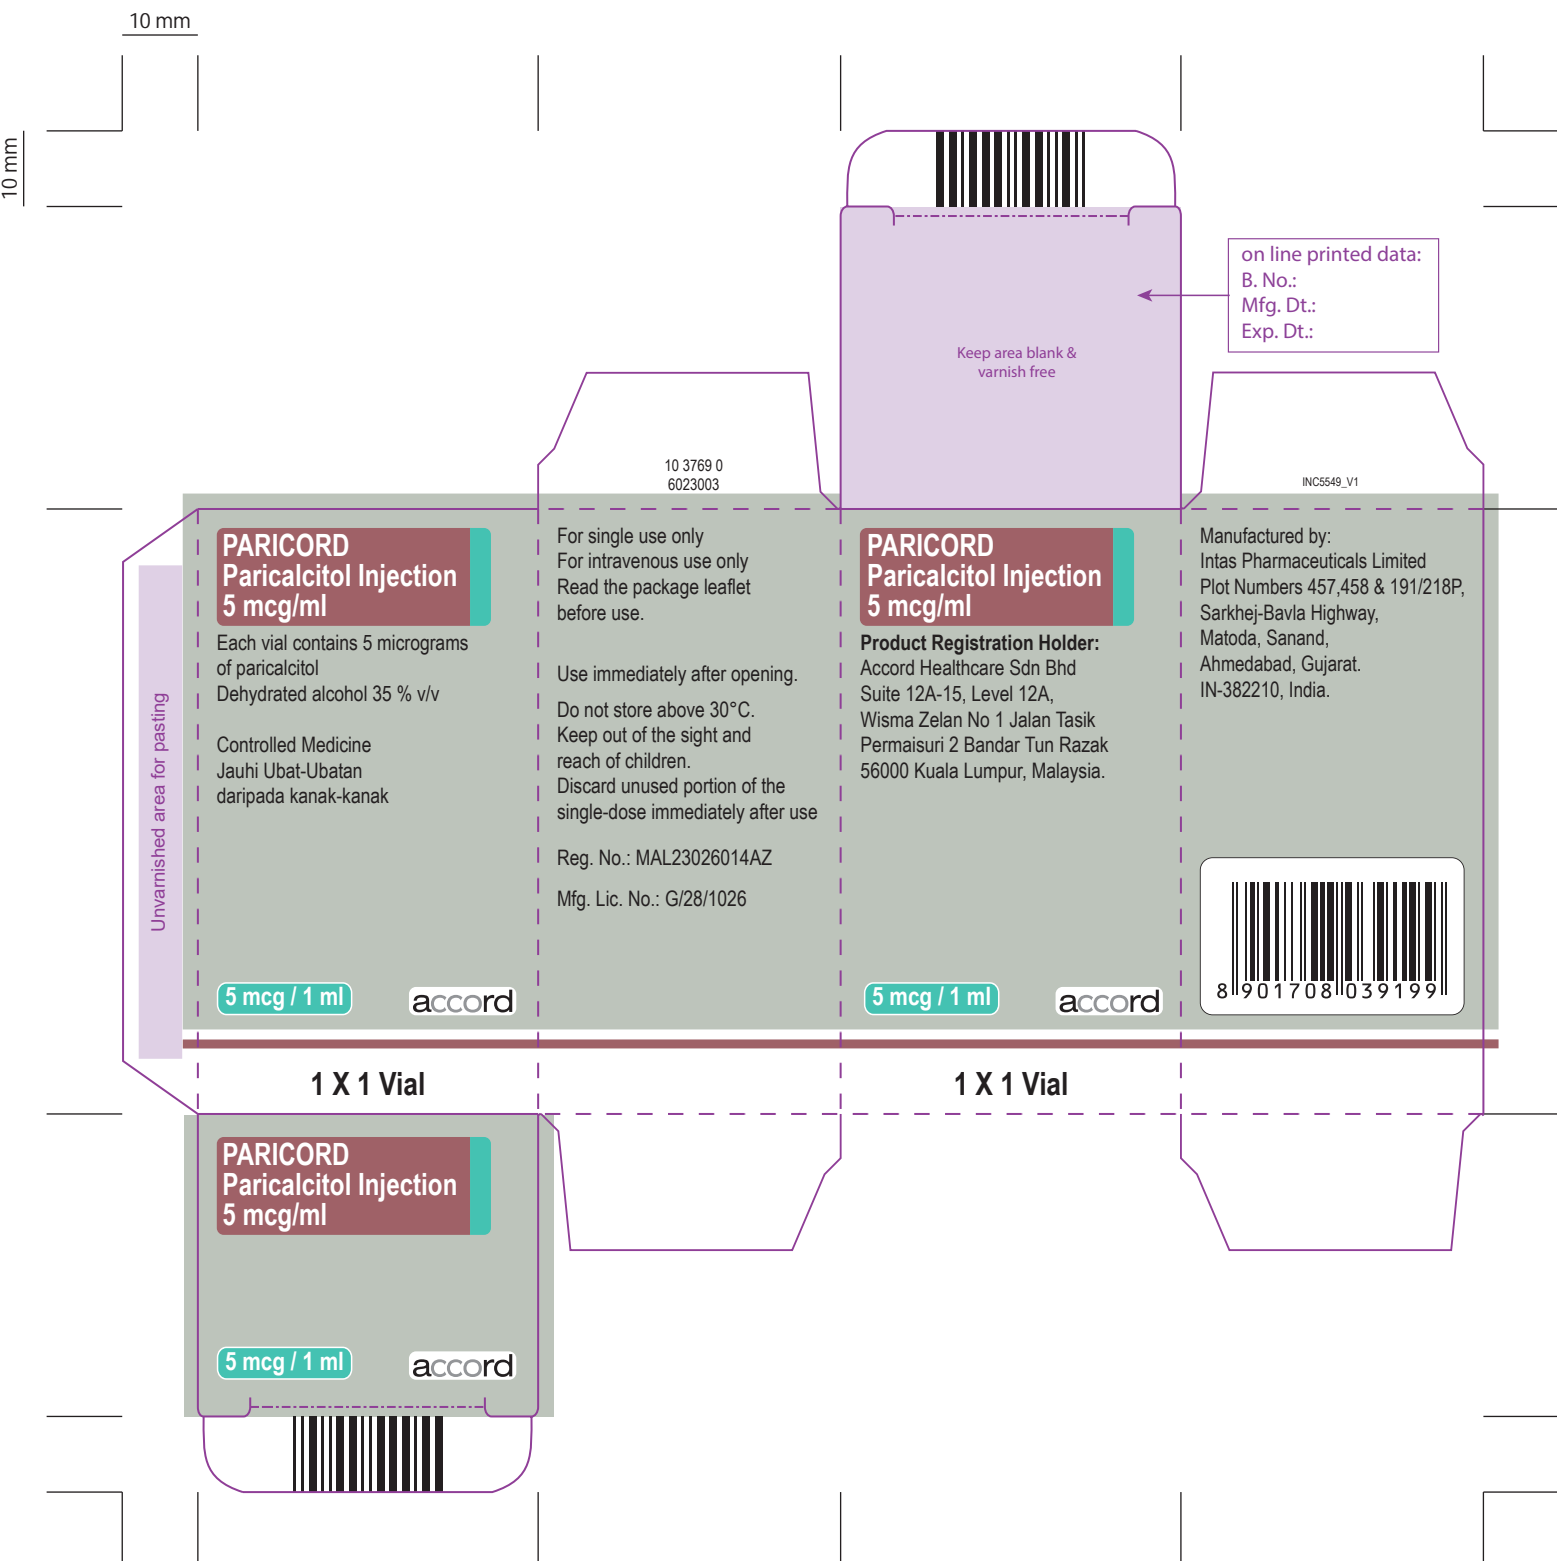 10 mm
10 mm
on line printed data:
B. No.:
Mfg. Dt.:
Exp. Dt.:
Keep area blank &
varnish free
10 3769 0
6023003
INC5549_V1
Unvarnished area for pasting
PARICORD
Paricalcitol Injection
5 mcg/ml
Each vial contains 5 micrograms
of paricalcitol
Dehydrated alcohol 35 % v/v
Controlled Medicine
Jauhi Ubat-Ubatan
daripada kanak-kanak
5 mcg / 1 ml
accord
1 X 1 Vial
For single use only
For intravenous use only
Read the package leaflet
before use.
Use immediately after opening.
Do not store above 30°C.
Keep out of the sight and
reach of children.
Discard unused portion of the
single-dose immediately after use
Reg. No.: MAL23026014AZ
Mfg. Lic. No.: G/28/1026
PARICORD
Paricalcitol Injection
5 mcg/ml
Product Registration Holder:
Accord Healthcare Sdn Bhd
Suite 12A-15, Level 12A,
Wisma Zelan No 1 Jalan Tasik
Permaisuri 2 Bandar Tun Razak
56000 Kuala Lumpur, Malaysia.
5 mcg / 1 ml
accord
1 X 1 Vial
Manufactured by:
Intas Pharmaceuticals Limited
Plot Numbers 457,458 & 191/218P,
Sarkhej-Bavla Highway,
Matoda, Sanand,
Ahmedabad, Gujarat.
IN-382210, India.
8 901708 039199
PARICORD
Paricalcitol Injection
5 mcg/ml
5 mcg / 1 ml
accord